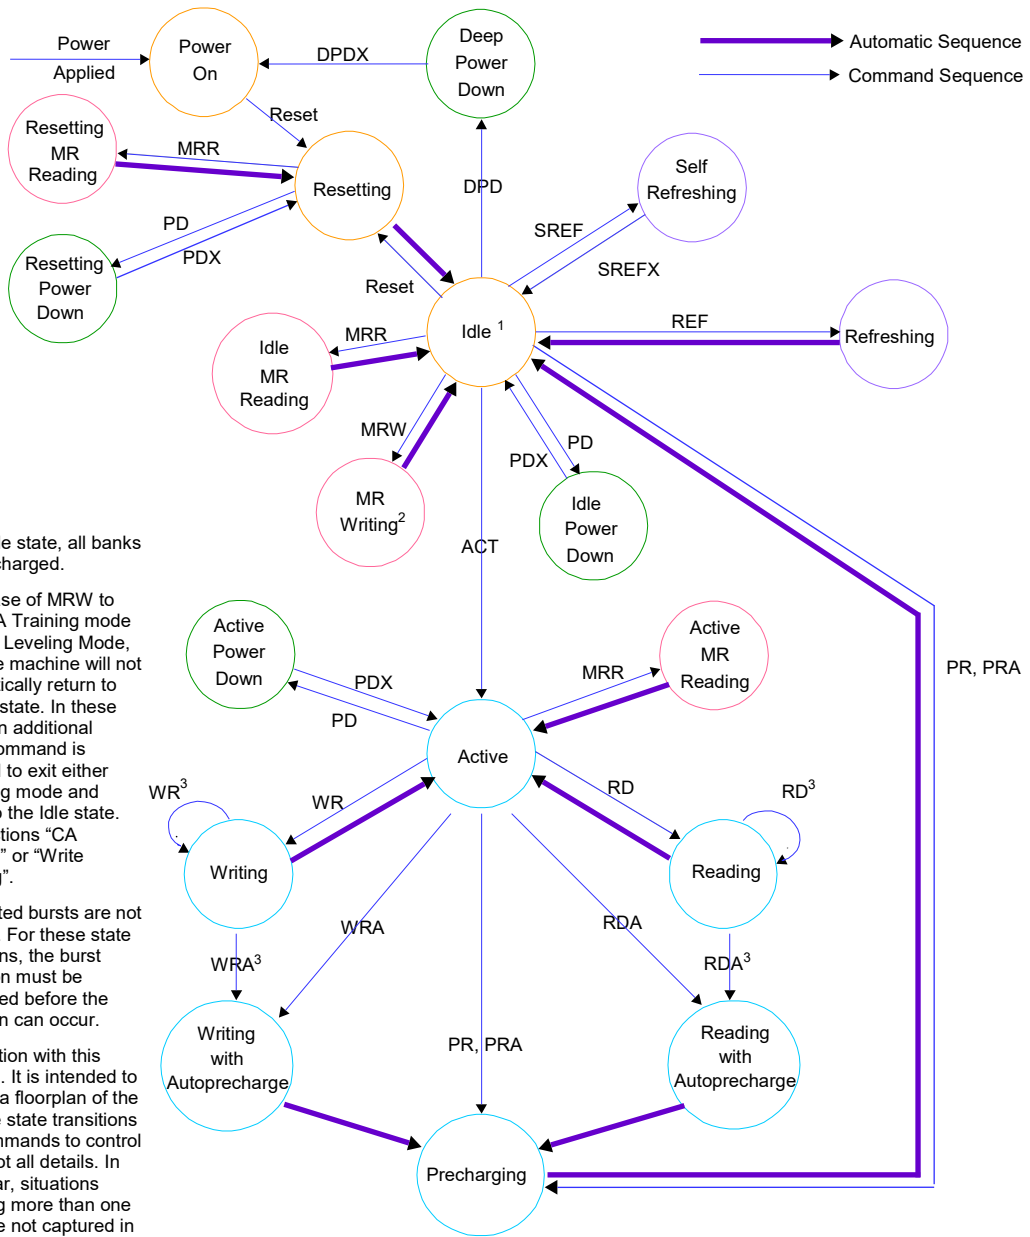 Power
Applied
Power
On
DPDX
Deep
Power
Down
Automatic Sequence
Command Sequence
Reset
Resetting
MR
Reading
MRR
Resetting
DPD
Self
Refreshing
PD
PDX
Resetting
Power
Down
SREF
SREFX
Reset
Idle 1
REF
Refreshing
MRR
Idle
MR
Reading
MRW
PD
PDX
MR
Writing2
Idle
Power
Down
ACT
e state, all banks
charged.
ase of MRW to
A Training mode
Leveling Mode,
e machine will not
tically return to
state. In these
n additional
ommand is
d to exit either
g mode and
o the Idle state.
tions “CA
” or “Write
g”.
ted bursts are not
. For these state
ns, the burst
on must be
ed before the
n can occur.
tion with this
. It is intended to
a floorplan of the
e state transitions
mmands to control
ot all details. In
ar, situations
g more than one
e not captured in
Active
Power
Down
PDX
PD
MRR
Active
MR
Reading
PR, PRA
Active
WR3
WR
RD
RD3
Writing
Reading
WRA3
WRA
RDA
RDA3
Writing
with
Autoprecharge
PR, PRA
Reading
with
Autoprecharge
Precharging